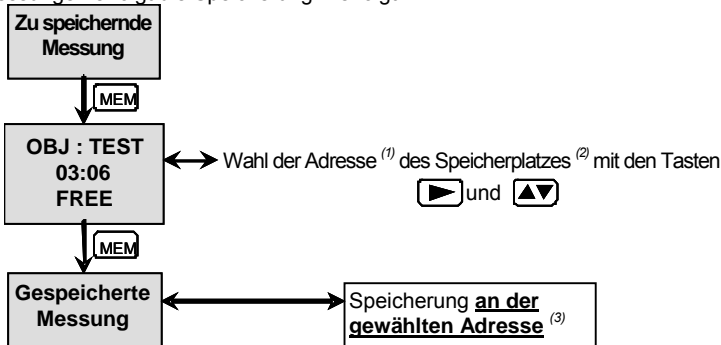 Zu speichernde
Messung
MEM
OBJ : TEST
03:06
FREE
Wahl der Adresse (1) des Speicherplatzes (2) mit den Tasten
und
MEM
Gespeicherte
Messung
Speicherung an der
gewählten Adresse (3)